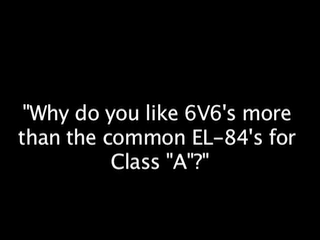 "Why do you like 6V6's more
than the common EL-84's for
Class "A"?"